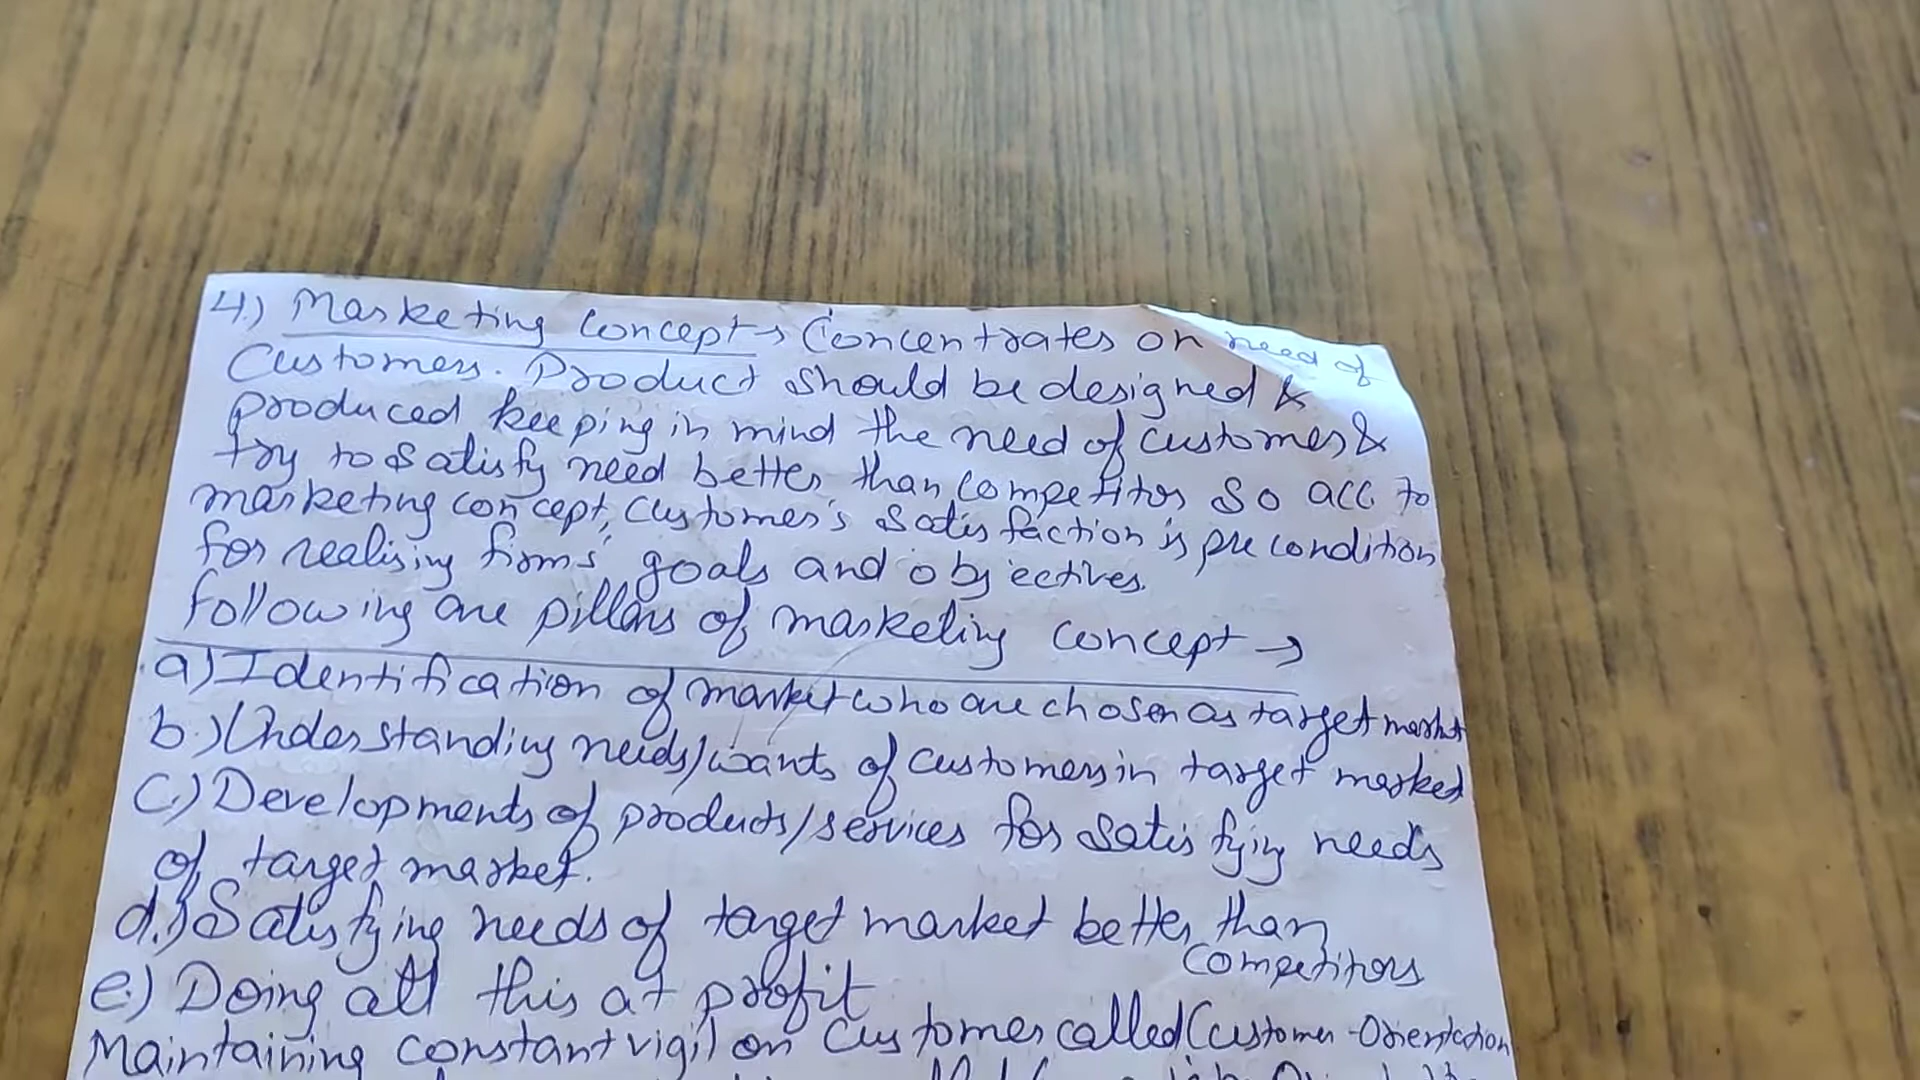 4.) Marketing Concept → Concentrates on need of
Customers. Product should be designed &
produced keeping in mind the need of customer &
try to satisfy need better than competitor so acc. to
marketing concept, customer's satisfaction is pre condition
for realising firms' goals and objectives.
Following are pillars of marketing concept →
a) Identification of market who are chosen as target market
b.) Understanding needs/wants of customers in target market
C.) Developments of products/services for satisfying needs
of target market.
d.) Satisfying needs of target market better than
competitors
e.) Doing all this at profit
Maintaining constant vigil on customer called Customer-Orientation